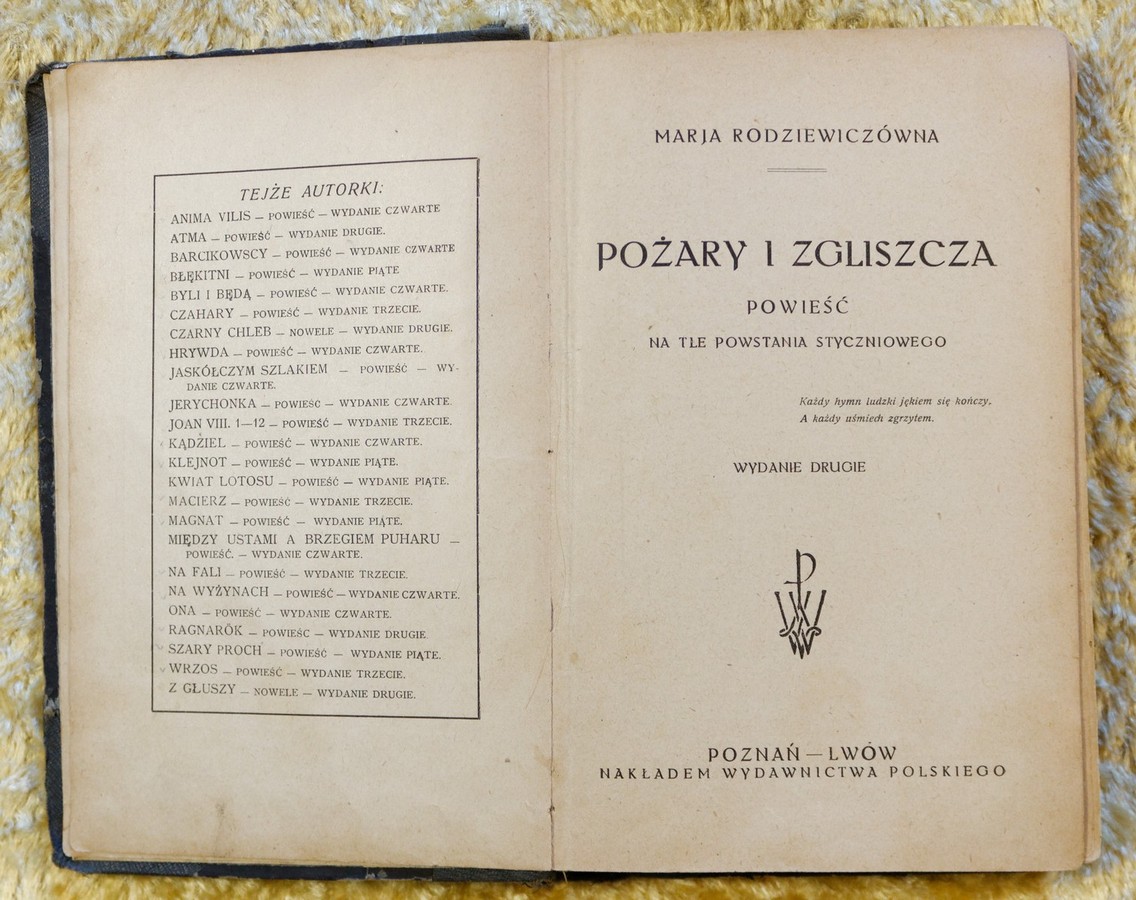 TEJŻE AUTORKI:
ANIMA VILIS — POWIEŚĆ — WYDANIE CZWARTE
ATMA — POWIEŚĆ — WYDANIE DRUGIE.
BARCIKOWSCY — POWIEŚĆ — WYDANIE CZWARTE
BŁĘKITNI — POWIEŚĆ — WYDANIE PIĄTE
BYLI I BĘDĄ — POWIEŚĆ — WYDANIE CZWARTE.
CZAHARY — POWIEŚĆ — WYDANIE TRZECIE.
CZARNY CHLEB — NOWELE — WYDANIE DRUGIE.
HRYWDA — POWIEŚĆ — WYDANIE CZWARTE.
JASKÓŁCZYM SZLAKIEM — POWIEŚĆ — WY-
DANIE CZWARTE.
JERYCHONKA — POWIEŚĆ — WYDANIE CZWARTE.
JOAN VIII. 1—12 — POWIEŚĆ — WYDANIE TRZECIE.
KĄDZIEL — POWIEŚĆ — WYDANIE CZWARTE.
KLEJNOT — POWIEŚĆ — WYDANIE PIĄTE.
KWIAT LOTOSU — POWIEŚĆ — WYDANIE PIĄTE.
MACIERZ — POWIEŚĆ — WYDANIE TRZECIE.
MAGNAT — POWIEŚĆ — WYDANIE PIĄTE.
MIĘDZY USTAMI A BRZEGIEM PUHARU —
POWIEŚĆ. — WYDANIE CZWARTE.
NA FALI — POWIEŚĆ — WYDANIE TRZECIE.
NA WYŻYNACH — POWIEŚĆ — WYDANIE CZWARTE.
ONA — POWIEŚĆ — WYDANIE CZWARTE.
RAGNARÖK — POWIEŚC — WYDANIE DRUGIE
SZARY PROCH — POWIEŚĆ — WYDANIE PIĄTE.
WRZOS — POWIEŚĆ — WYDANIE TRZECIE.
Z GŁUSZY — NOWELE — WYDANIE DRUGIE.
MARJA RODZIEWICZÓWNA
POŻARY I ZGLISZCZA
POWIEŚĆ
NA TLE POWSTANIA STYCZNIOWEGO
Każdy hymn ludzki jękiem się kończy,
A każdy uśmiech zgrzytem.
WYDANIE DRUGIE
POZNAŃ — LWÓW
NAKŁADEM WYDAWNICTWA POLSKIEGO